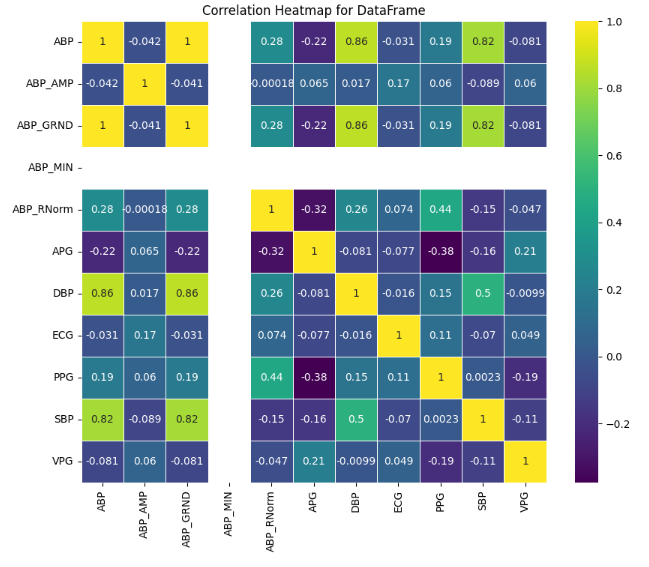 Correlation Heatmap for DataFrame
ABP 1 -0.042 1 0.28 -0.22 0.86 -0.031 0.19 0.82 -0.081
ABP_AMP -0.042 1 -0.041 -0.00018 0.065 0.017 0.17 0.06 -0.089 0.06
ABP_GRND 1 -0.041 1 0.28 -0.22 0.86 -0.031 0.19 0.82 -0.081
ABP_MIN
ABP_RNorm 0.28 -0.00018 0.28 1 -0.32 0.26 0.074 0.44 -0.15 -0.047
APG -0.22 0.065 -0.22 -0.32 1 -0.081 -0.077 -0.38 -0.16 0.21
DBP 0.86 0.017 0.86 0.26 -0.081 1 -0.016 0.15 0.5 -0.0099
ECG -0.031 0.17 -0.031 0.074 -0.077 -0.016 1 0.11 -0.07 0.049
PPG 0.19 0.06 0.19 0.44 -0.38 0.15 0.11 1 0.0023 -0.19
SBP 0.82 -0.089 0.82 -0.15 -0.16 0.5 -0.07 0.0023 1 -0.11
VPG -0.081 0.06 -0.081 -0.047 0.21 -0.0099 0.049 -0.19 -0.11 1
ABP ABP_AMP ABP_GRND ABP_MIN ABP_RNorm APG DBP ECG PPG SBP VPG
1.0
0.8
0.6
0.4
0.2
0.0
−0.2